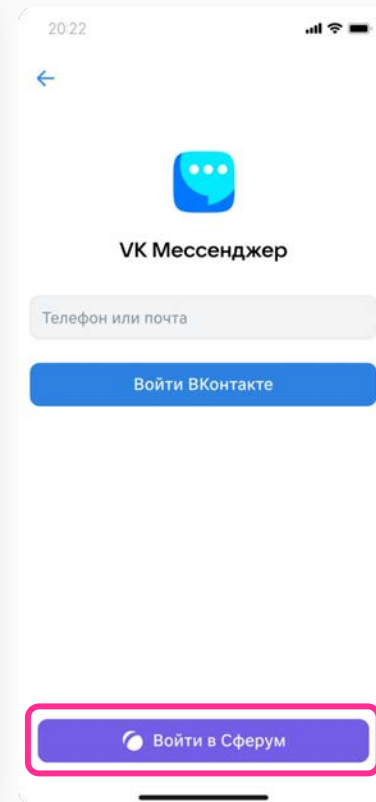 20:22
VK Мессенджер
Телефон или почта
Войти ВКонтакте
Войти в Сферум